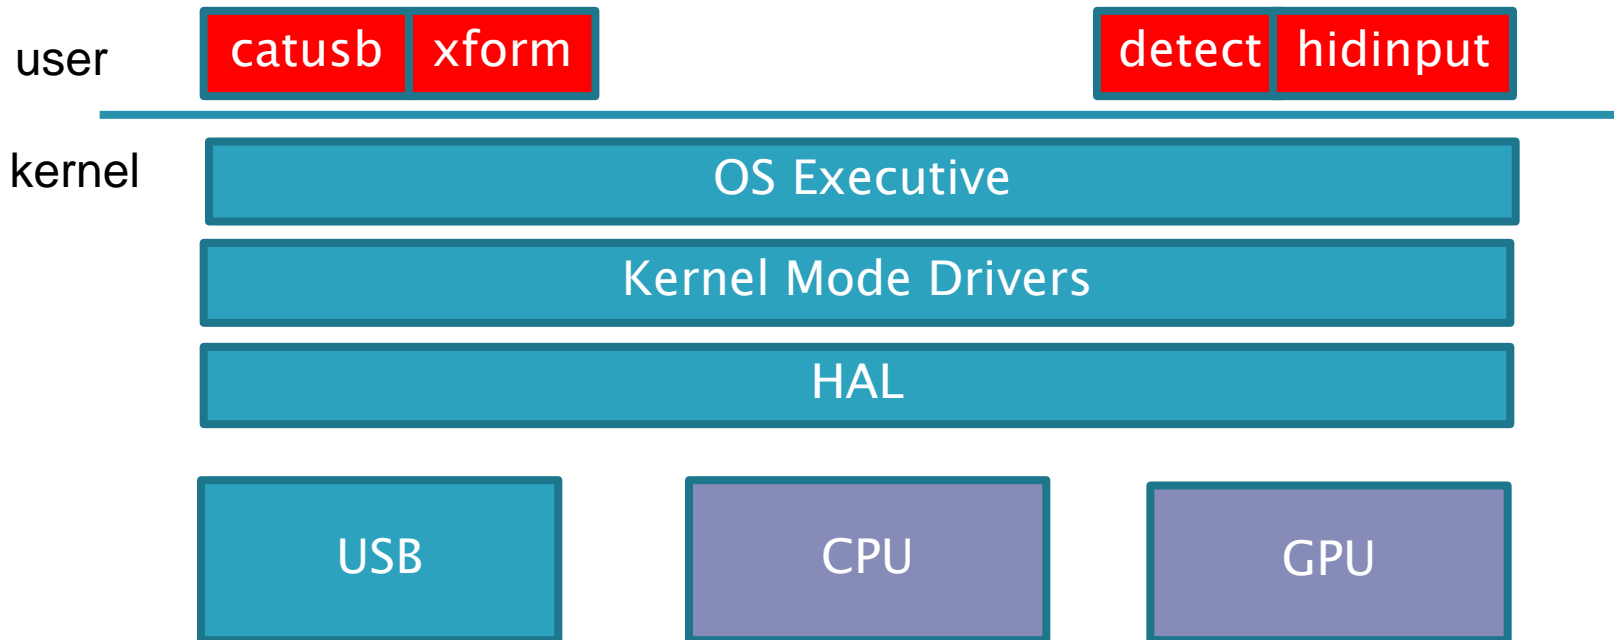 user
catusb xform detect hidinput
kernel
OS Executive
Kernel Mode Drivers
HAL
USB CPU GPU